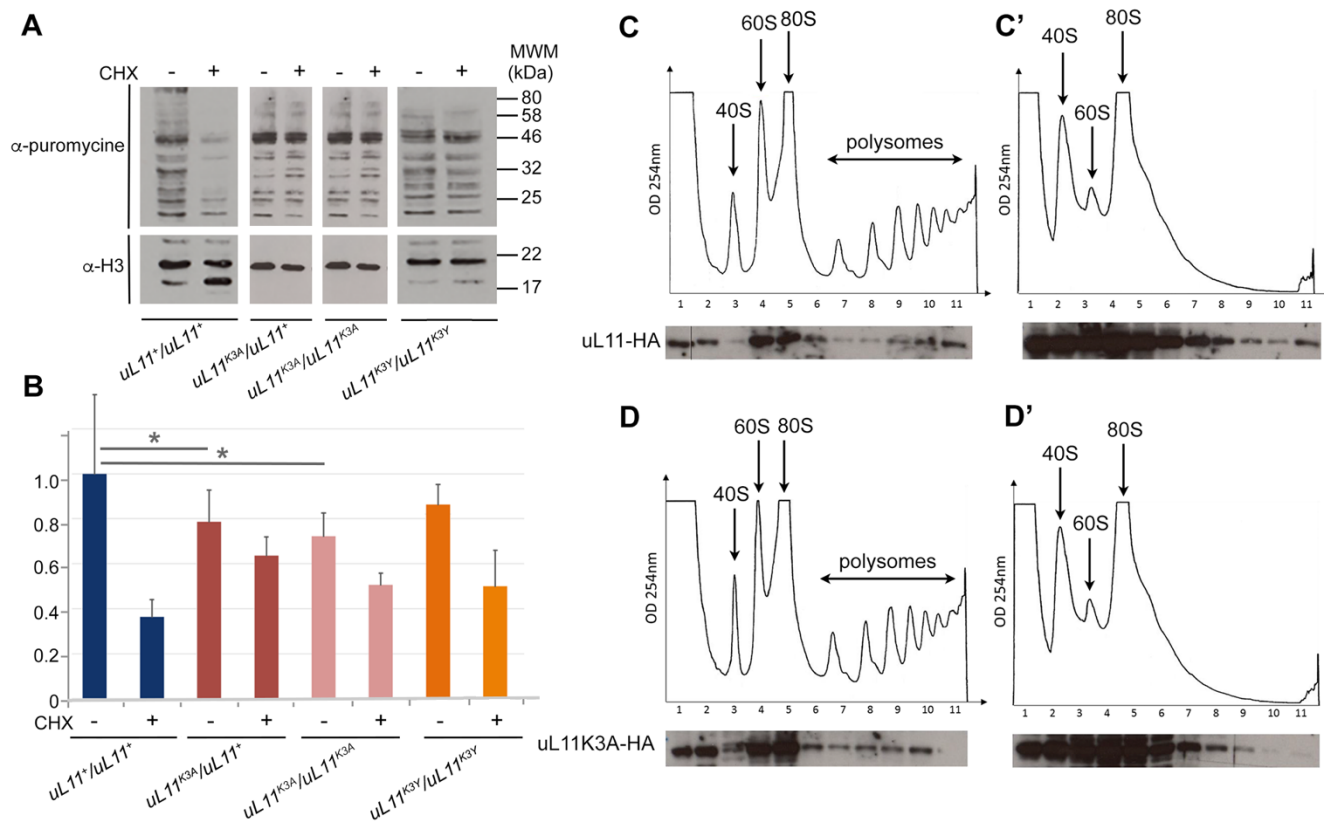 A
CHX - + - + - + - + MWM (kDa)
80
58
46
32
25
α-puromycine
22
17
α-H3
uL11+/uL11+
uL11K3A/uL11+
uL11K3A/uL11K3A
uL11K3Y/uL11K3Y
B
* *
1.0
0.8
0.6
0.4
0.2
0
CHX - + - + - + - +
uL11+/uL11+
uL11K3A/uL11+
uL11K3A/uL11K3A
uL11K3Y/uL11K3Y
C
60S 80S
40S
polysomes
OD 254nm
1 2 3 4 5 6 7 8 9 10 11
uL11-HA
C'
80S
40S
60S
OD 254nm
1 2 3 4 5 6 7 8 9 10 11
D
60S 80S
40S
polysomes
OD 254nm
1 2 3 4 5 6 7 8 9 10 11
uL11K3A-HA
D'
80S
40S
60S
OD 254nm
1 2 3 4 5 6 7 8 9 10 11